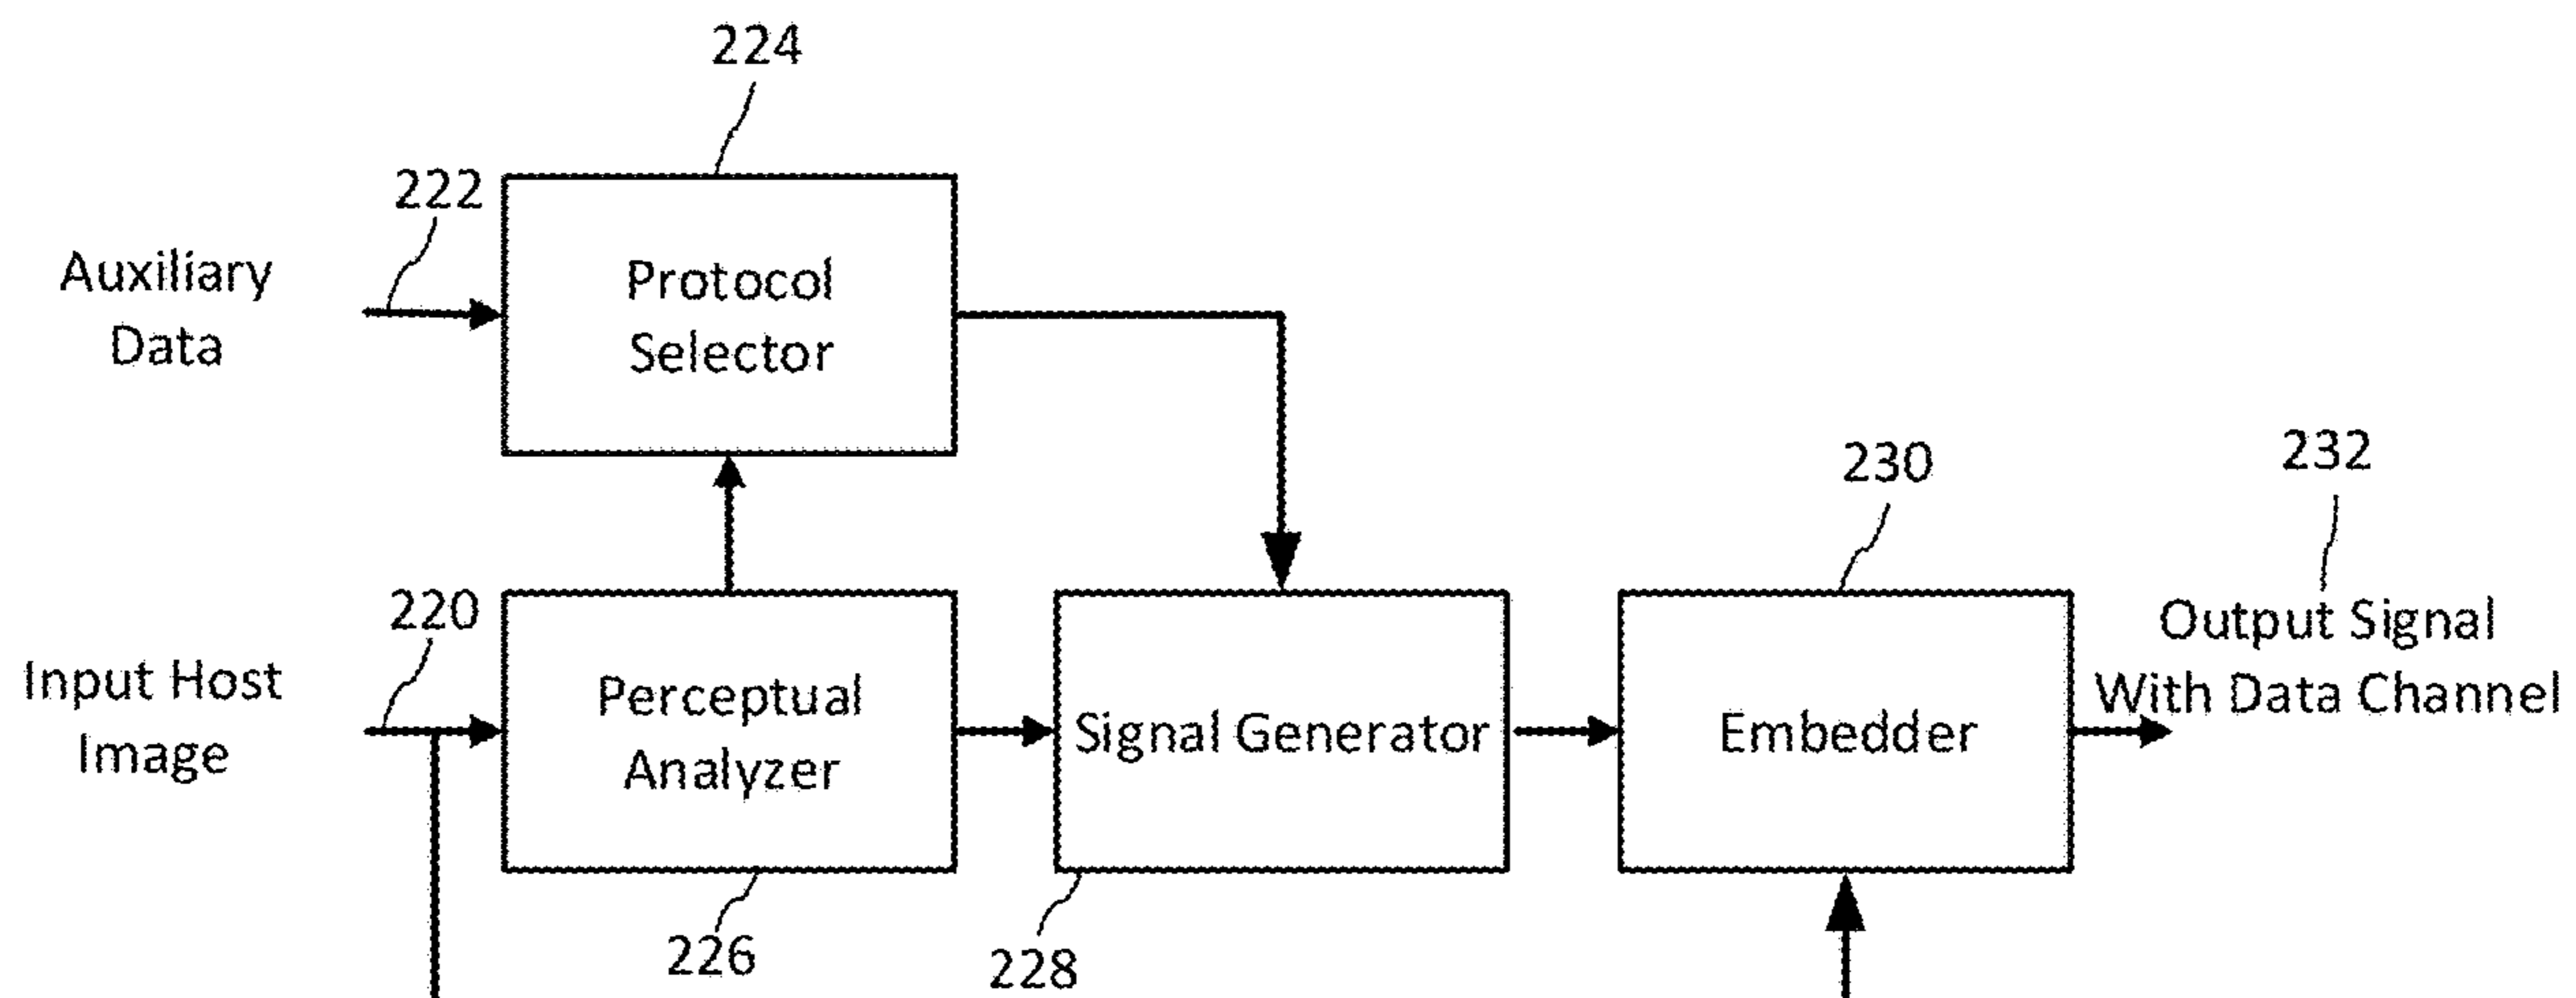 224
222
Auxiliary
Data
Protocol
Selector
230
232
220
Input Host
Image
Perceptual
Analyzer
Signal Generator
Embedder
Output Signal
With Data Channel
226
228